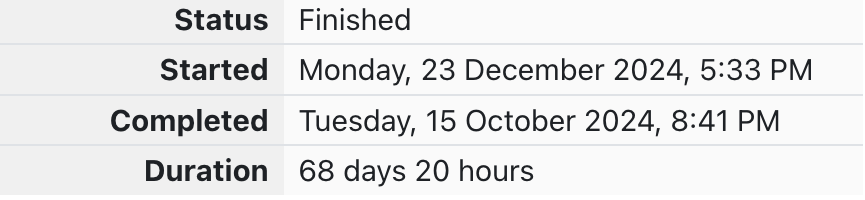 Status Finished
Started Monday, 23 December 2024, 5:33 PM
Completed Tuesday, 15 October 2024, 8:41 PM
Duration 68 days 20 hours